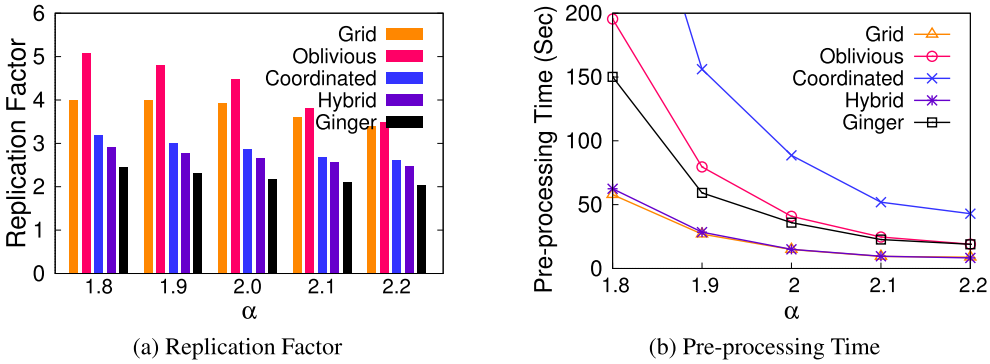 6
5
4
3
2
1
0
Replication Factor
Grid
Oblivious
Coordinated
Hybrid
Ginger
1.8 1.9 2.0 2.1 2.2
α
(a) Replication Factor
200
150
100
50
0
Pre-processing Time (Sec)
Grid
Oblivious
Coordinated
Hybrid
Ginger
1.8 1.9 2 2.1 2.2
α
(b) Pre-processing Time